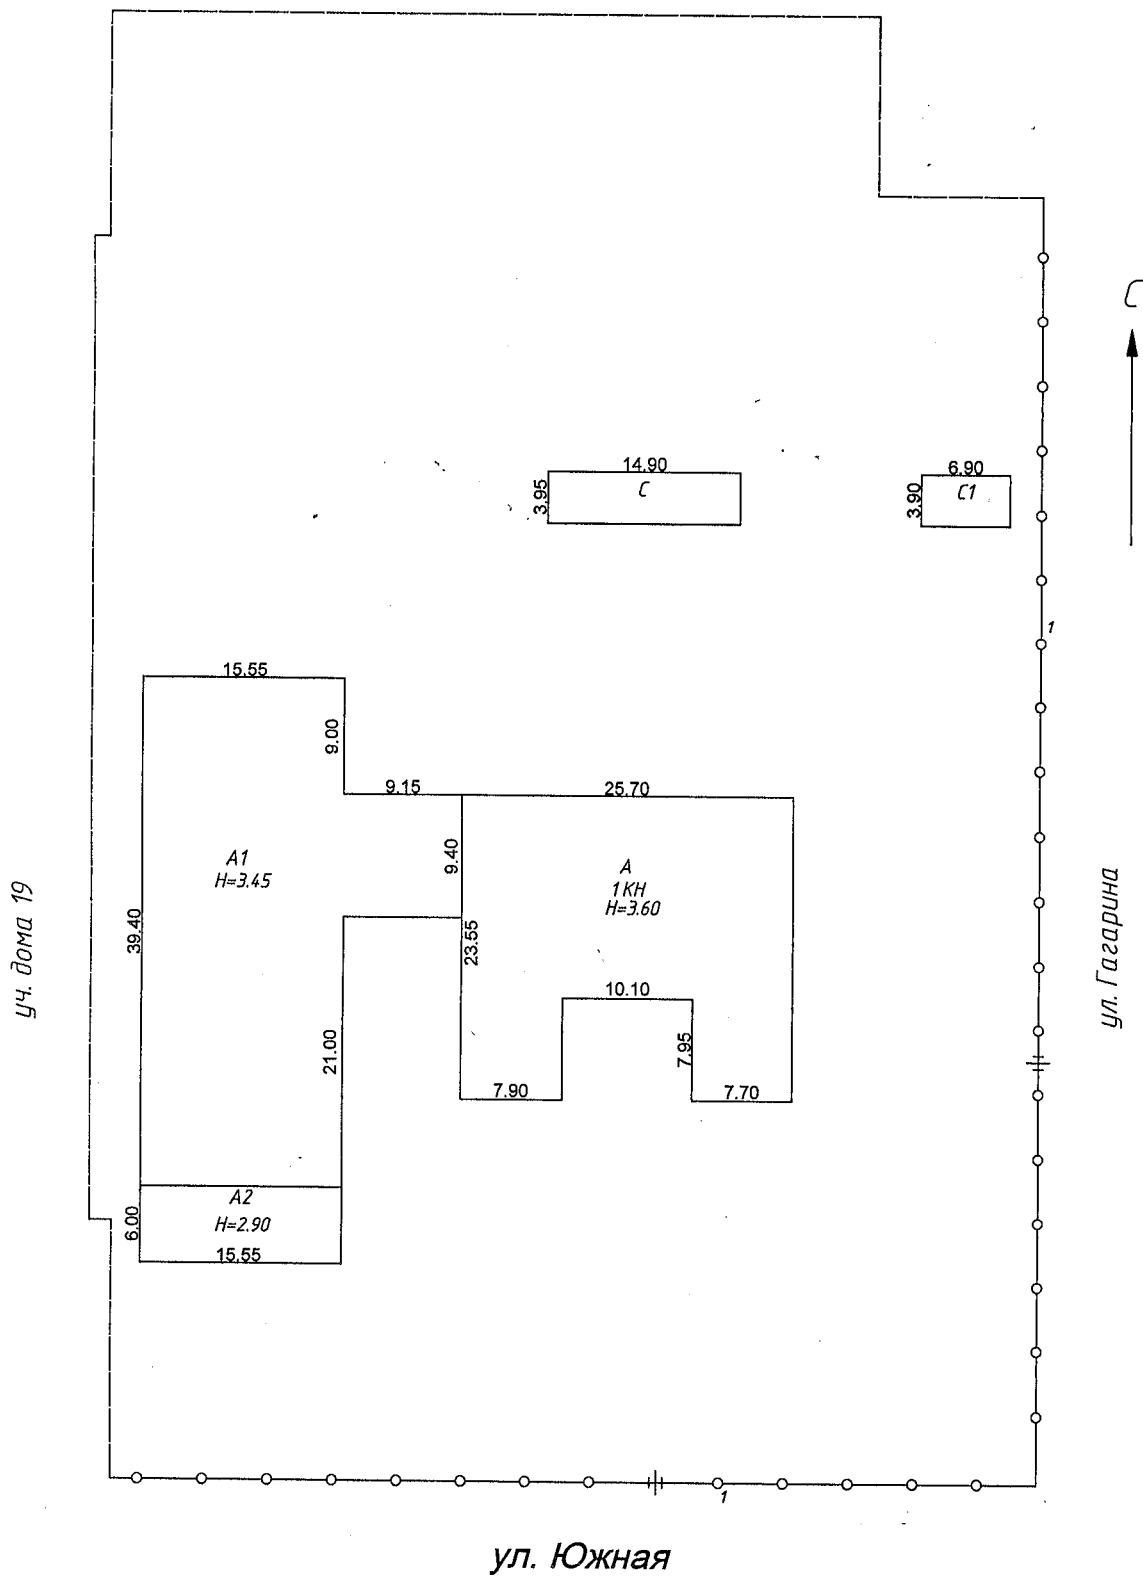 С
14.90
3.95
С
6.90
3.90
С1
1
15.55
9.00
9.15
25.70
9.40
А1
Н=3.45
А
1КН
Н=3.60
39.40
23.55
уч. дома 19
ул. Гагарина
10.10
21.00
7.95
7.90
7.70
А2
6.00
Н=2.90
15.55
1
ул. Южная